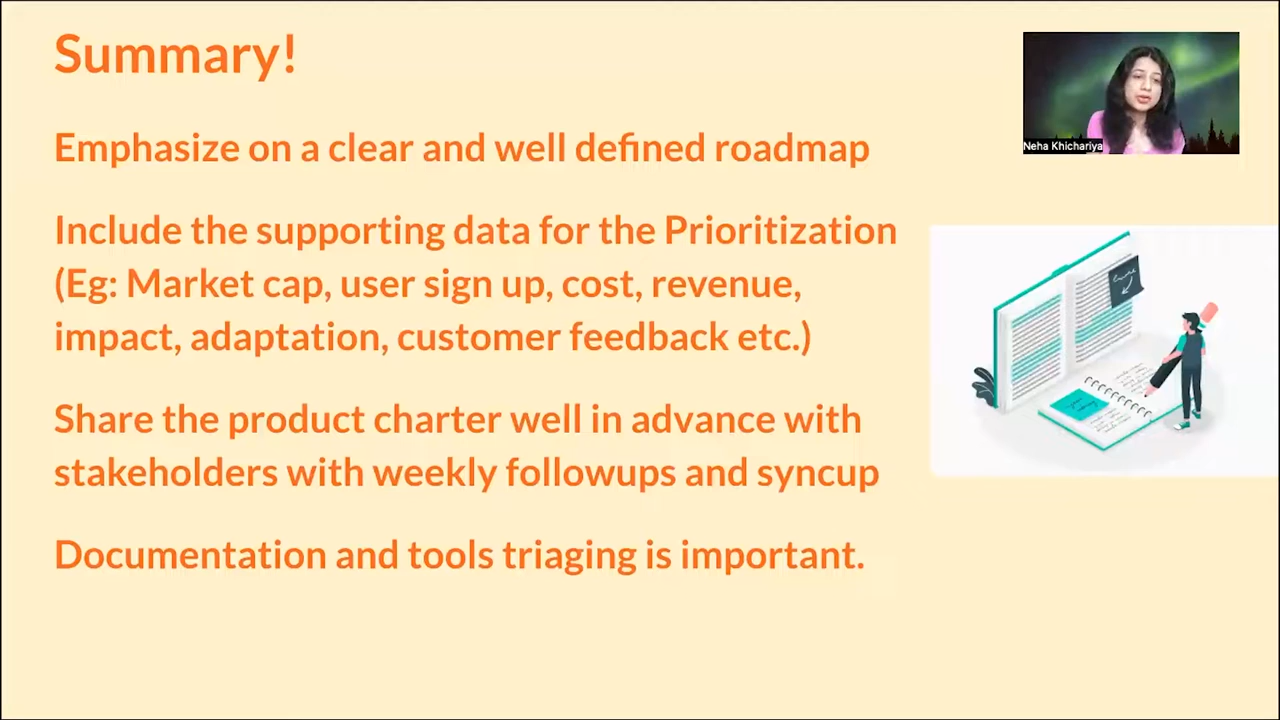 Summary!
Emphasize on a clear and well defined roadmap
Include the supporting data for the Prioritization
(Eg: Market cap, user sign up, cost, revenue,
impact, adaptation, customer feedback etc.)
Share the product charter well in advance with
stakeholders with weekly followups and syncup
Documentation and tools triaging is important.
Neha Khichariya